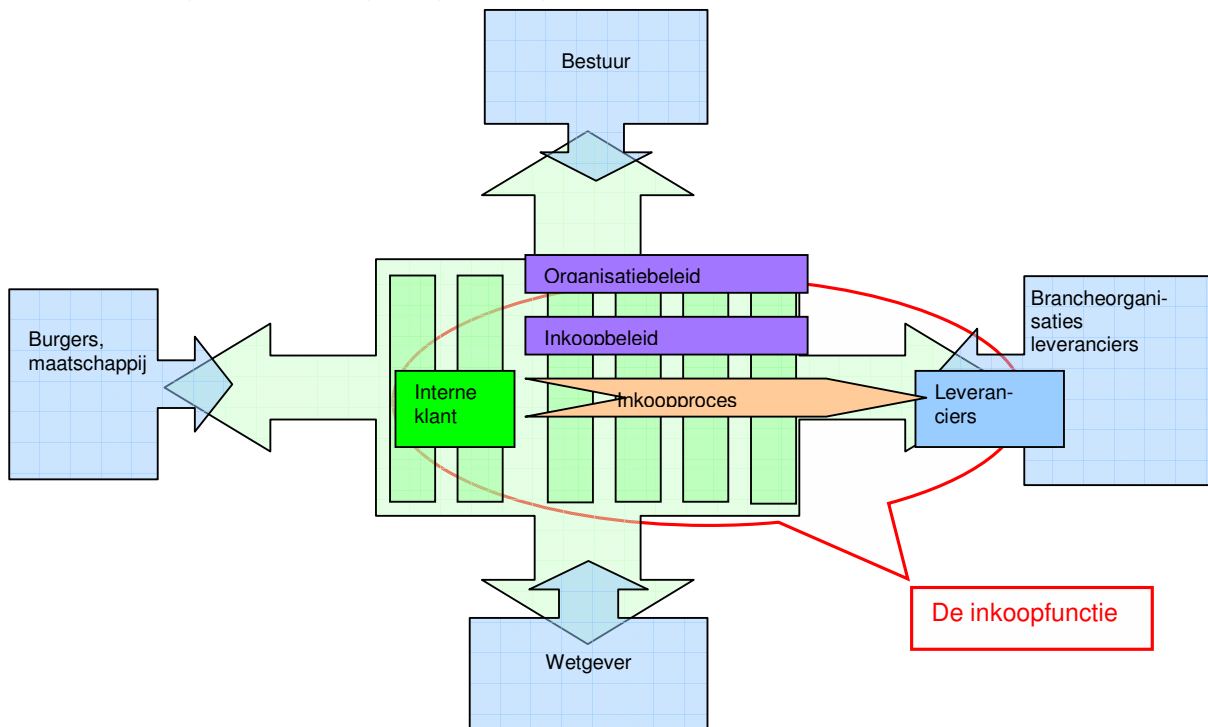 Bestuur
Organisatiebeleid
Inkoopbeleid
Burgers,
maatschappij
Interne
klant
Inkoopproces
Leveran-
ciers
Brancheorgani-
saties
leveranciers
De inkoopfunctie
Wetgever